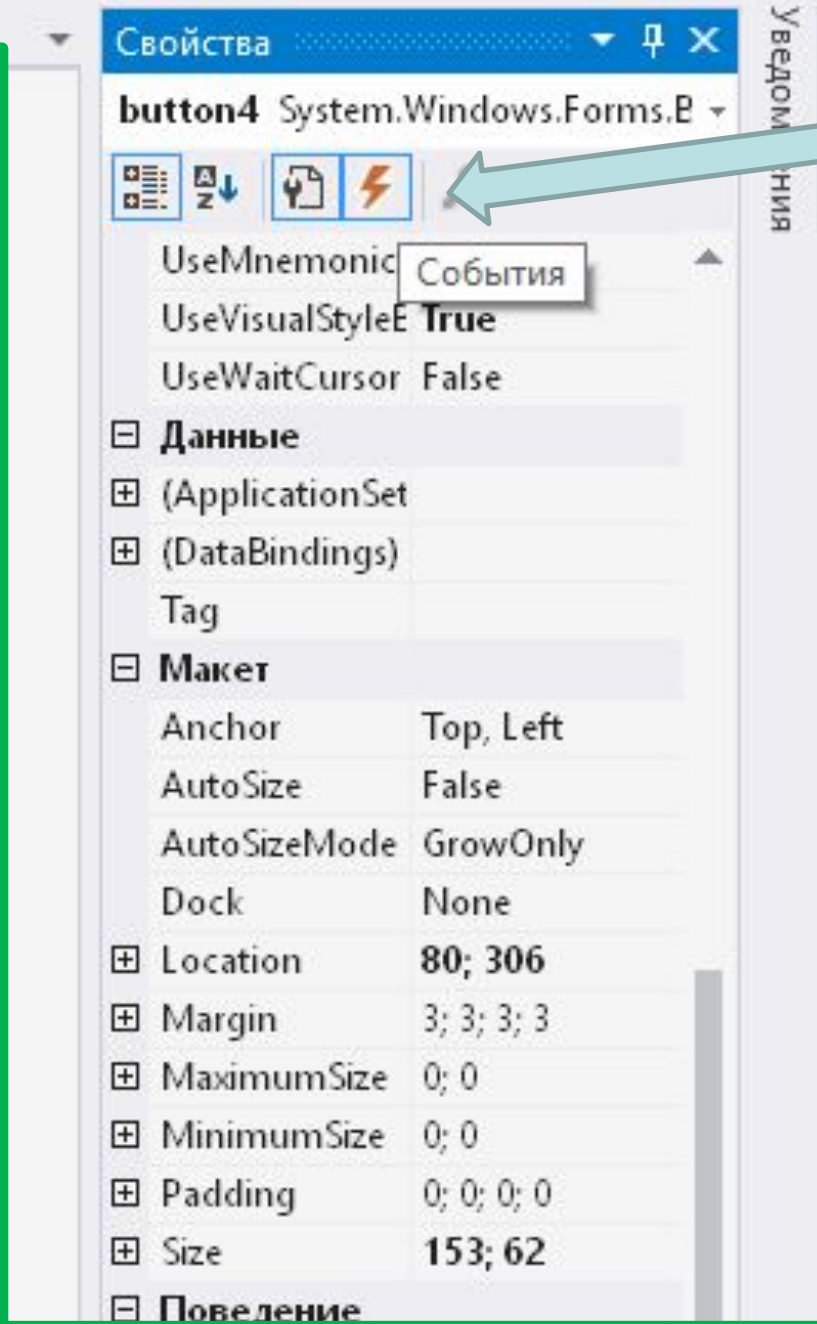 Свойства
button4 System.Windows.Forms.B
UseMnemonic
События
UseVisualStyleE True
UseWaitCursor False
Данные
(ApplicationSet
(DataBindings)
Tag
Макет
Anchor Top, Left
AutoSize False
AutoSizeMode GrowOnly
Dock None
Location 80; 306
Margin 3; 3; 3; 3
MaximumSize 0; 0
MinimumSize 0; 0
Padding 0; 0; 0; 0
Size 153; 62
Поведение